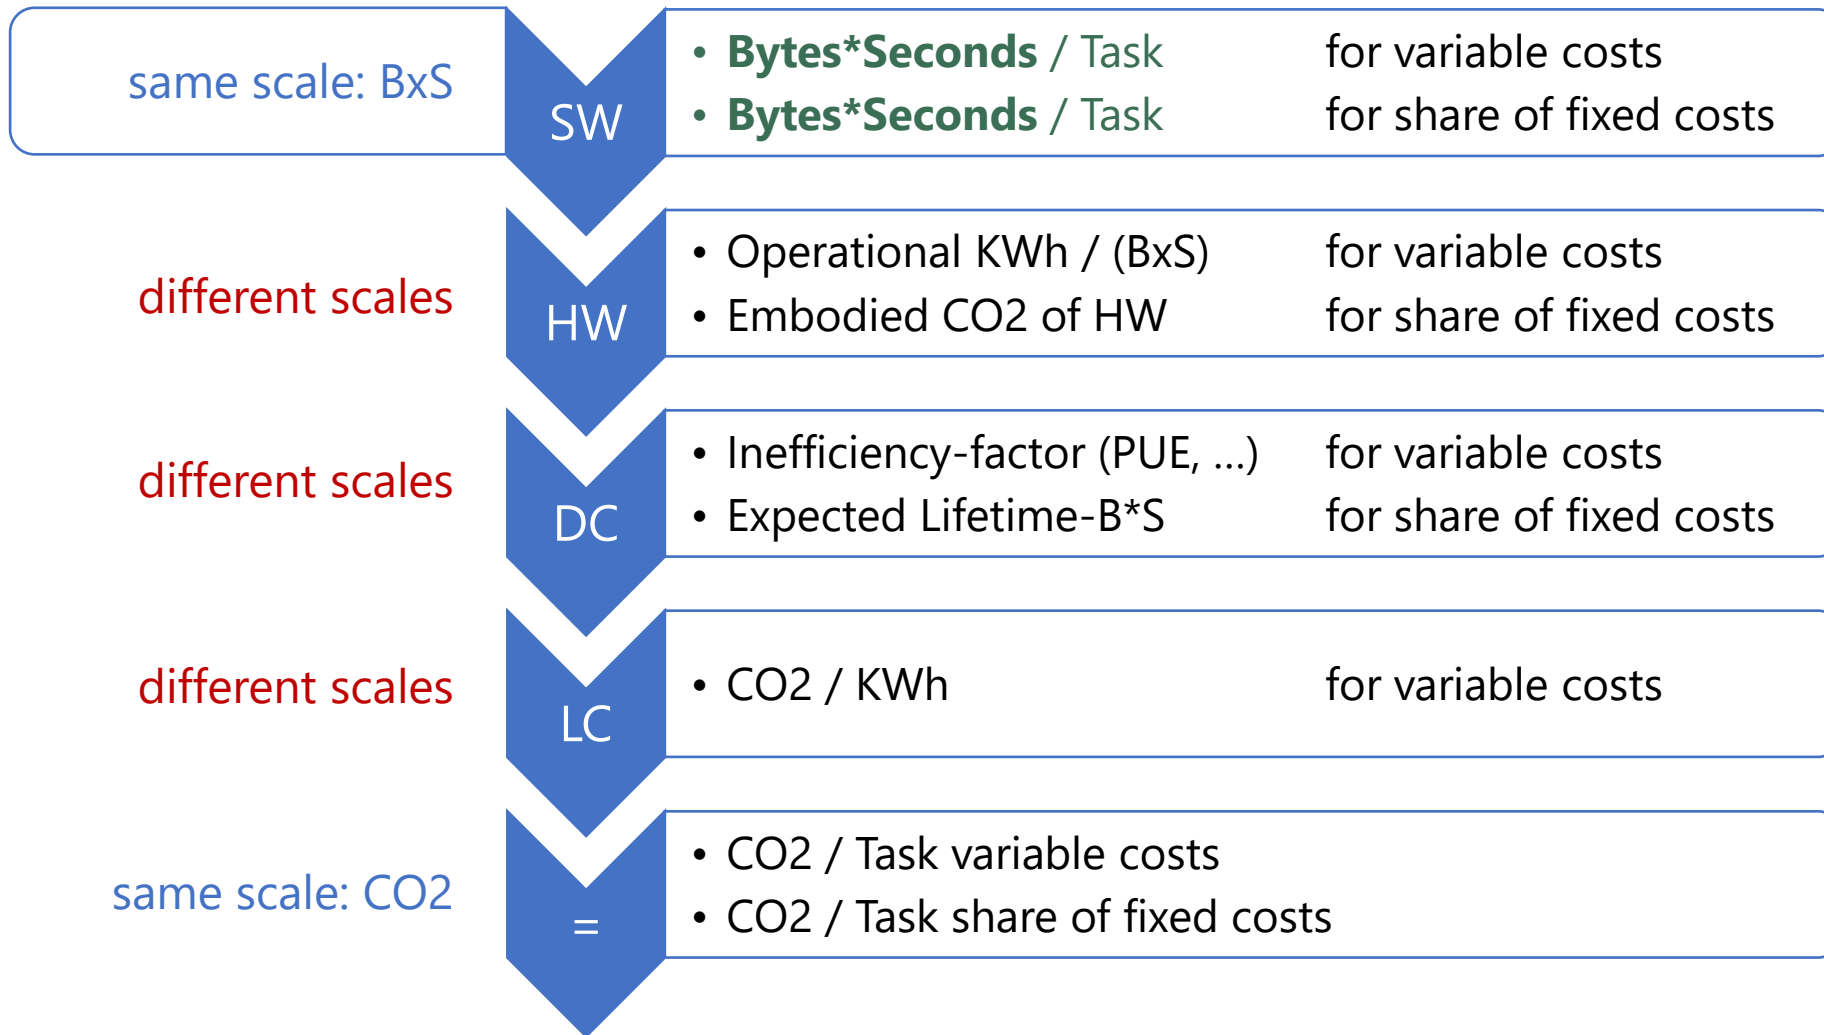 same scale: BxS
SW
• Bytes*Seconds / Task for variable costs
• Bytes*Seconds / Task for share of fixed costs
different scales
HW
• Operational KWh / (BxS) for variable costs
• Embodied CO2 of HW for share of fixed costs
different scales
DC
• Inefficiency-factor (PUE, ...) for variable costs
• Expected Lifetime-B*S for share of fixed costs
different scales
LC
• CO2 / KWh for variable costs
same scale: CO2
=
• CO2 / Task variable costs
• CO2 / Task share of fixed costs